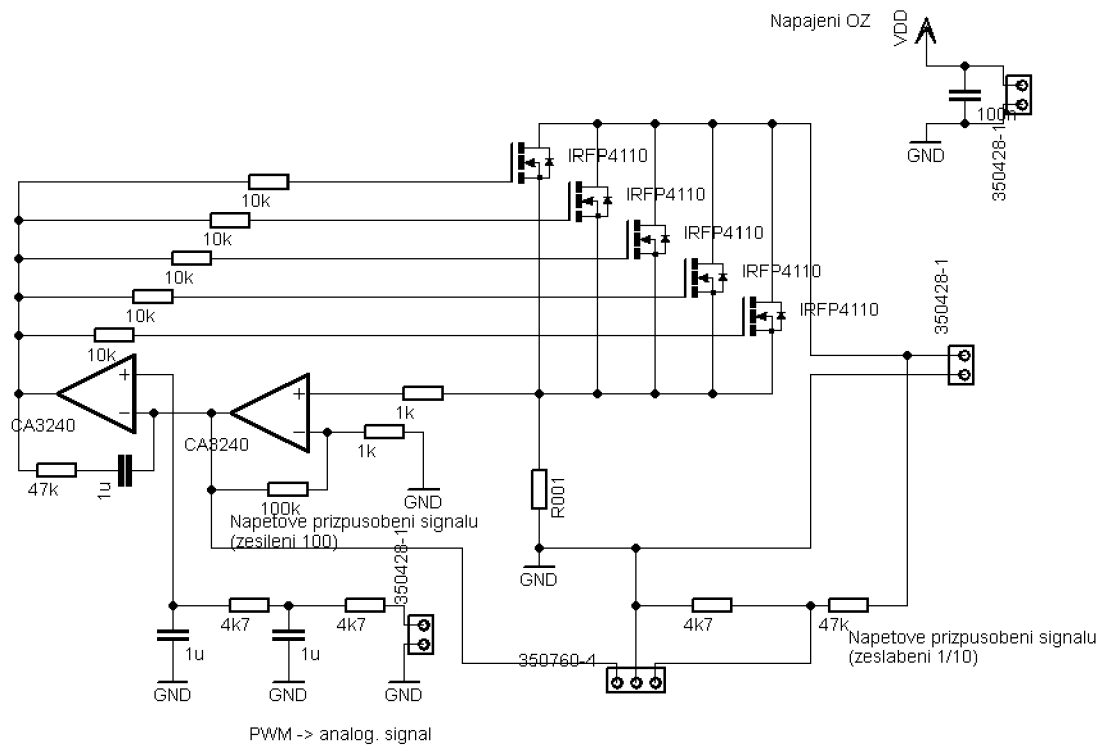 Napajeni OZ
VDD
100n
GND
350428-1
IRFP4110
IRFP4110
IRFP4110
IRFP4110
IRFP4110
10k
10k
10k
10k
10k
350428-1
CA3240
CA3240
1k
1k
GND
47k
1u
100k
R001
Napetove prizpusobeni signalu
(zesileni 100)
350428-1
GND
4k7
4k7
1u
1u
GND
GND
GND
4k7
47k
Napetove prizpusobeni signalu
(zeslabeni 1/10)
350760-4
PWM -> analog. signal